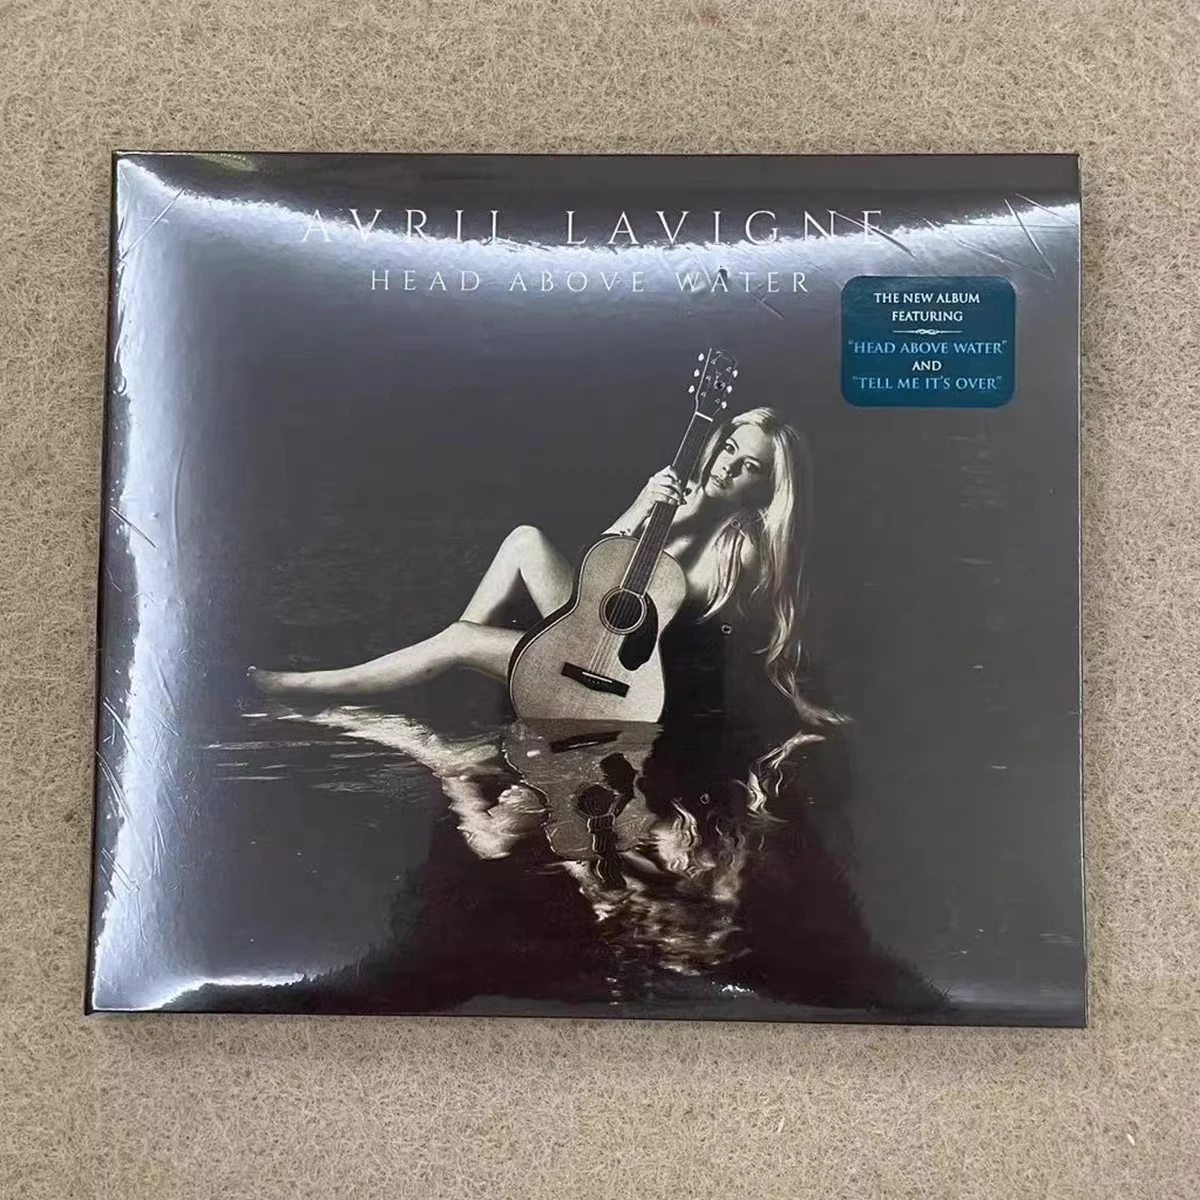 AVRIL LAVIGNE
HEAD ABOVE WATER
THE NEW ALBUM
FEATURING
"HEAD ABOVE WATER"
AND
"TELL ME IT'S OVER"